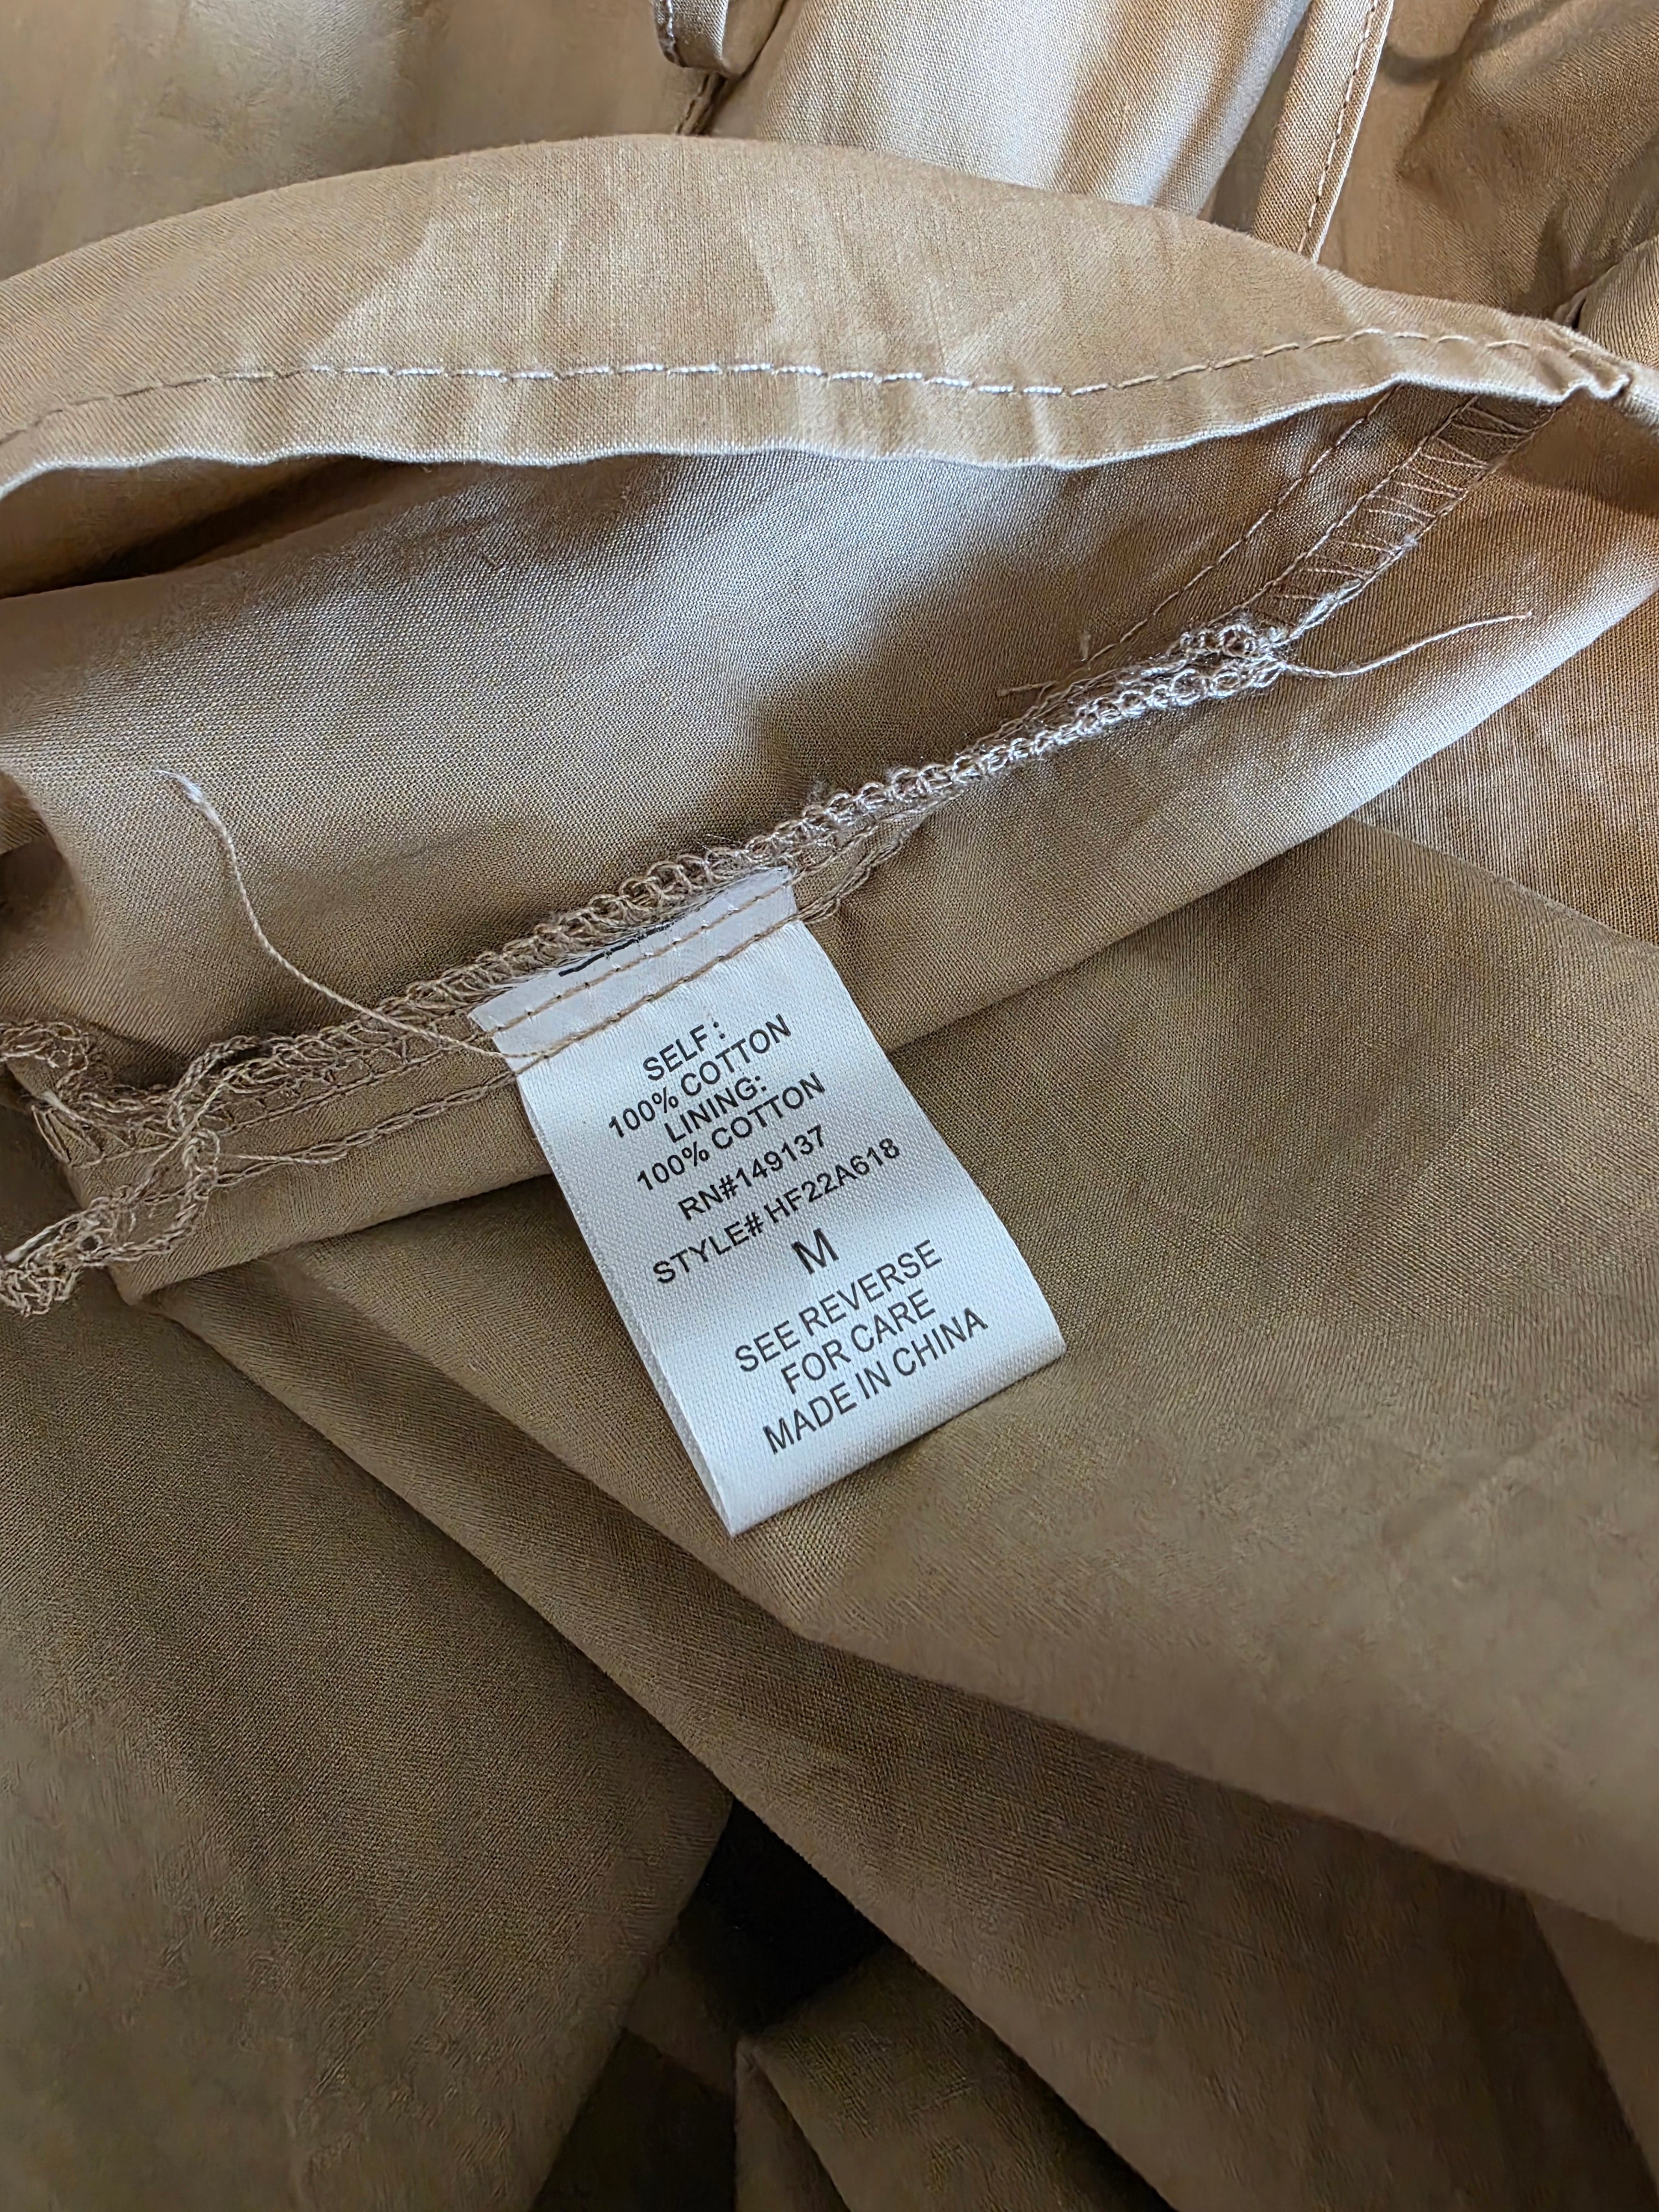 SELF:
100% COTTON
LINING:
100% COTTON
RN#149137
STYLE# HF22A618
M
SEE REVERSE
FOR CARE
MADE IN CHINA